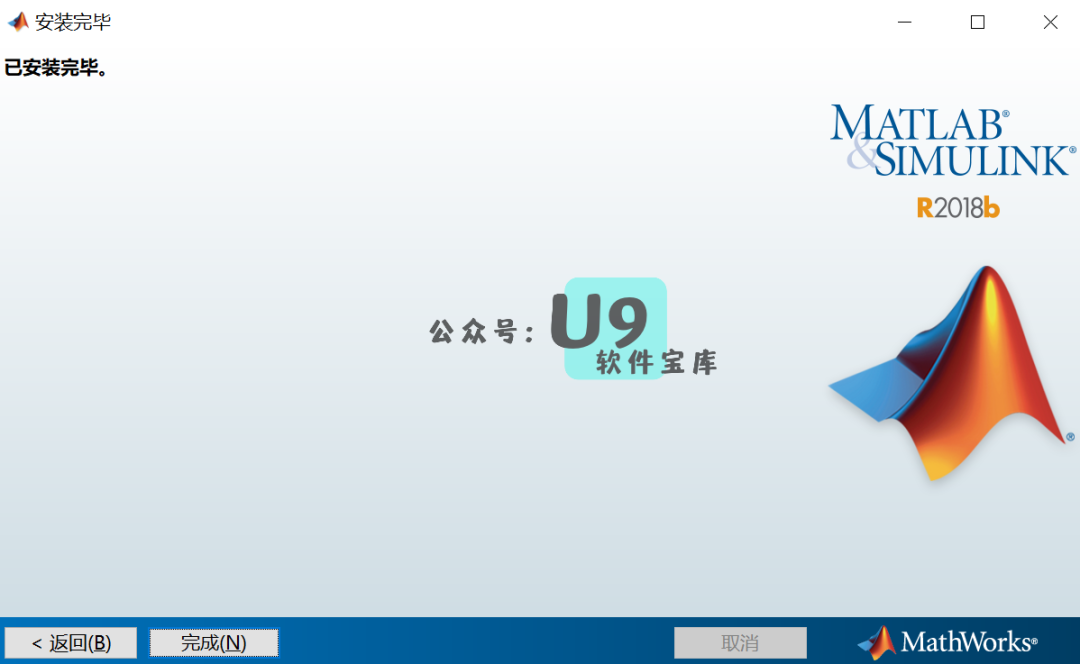 安装完毕
已安装完毕。
MATLAB®
&SIMULINK®
R2018b
公众号：U9
软件宝库
®
< 返回(B)
完成(N)
取消
MathWorks®